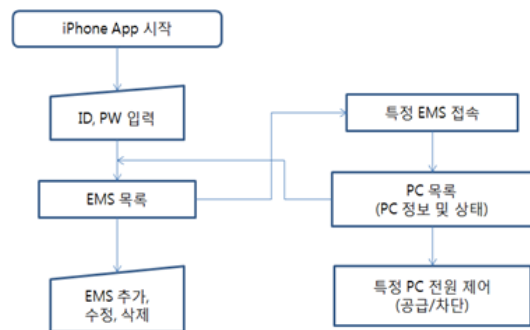 iPhone App 시작
ID, PW 입력
EMS 목록
EMS 추가,
수정, 삭제
특정 EMS 접속
PC 목록
(PC 정보 및 상태)
특정 PC 전원 제어
(공급/차단)